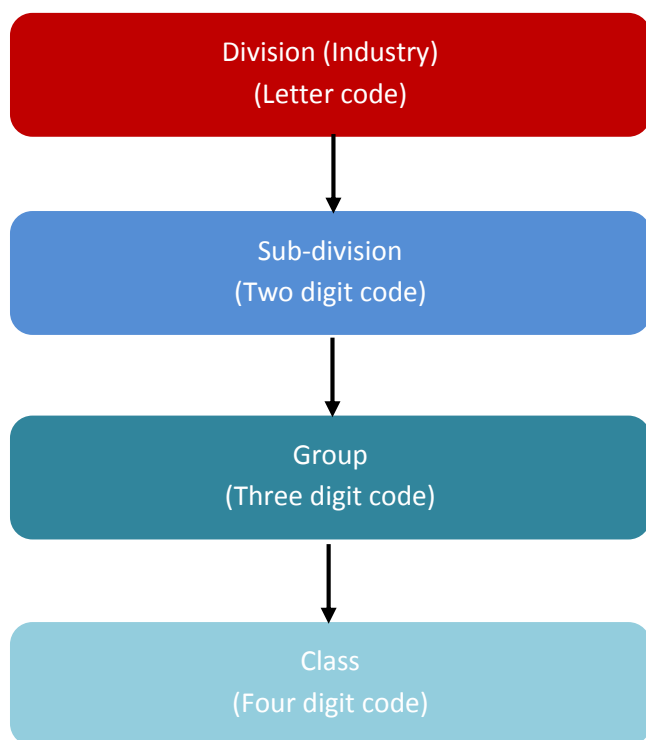 Division (Industry)
(Letter code)
Sub-division
(Two digit code)
Group
(Three digit code)
Class
(Four digit code)